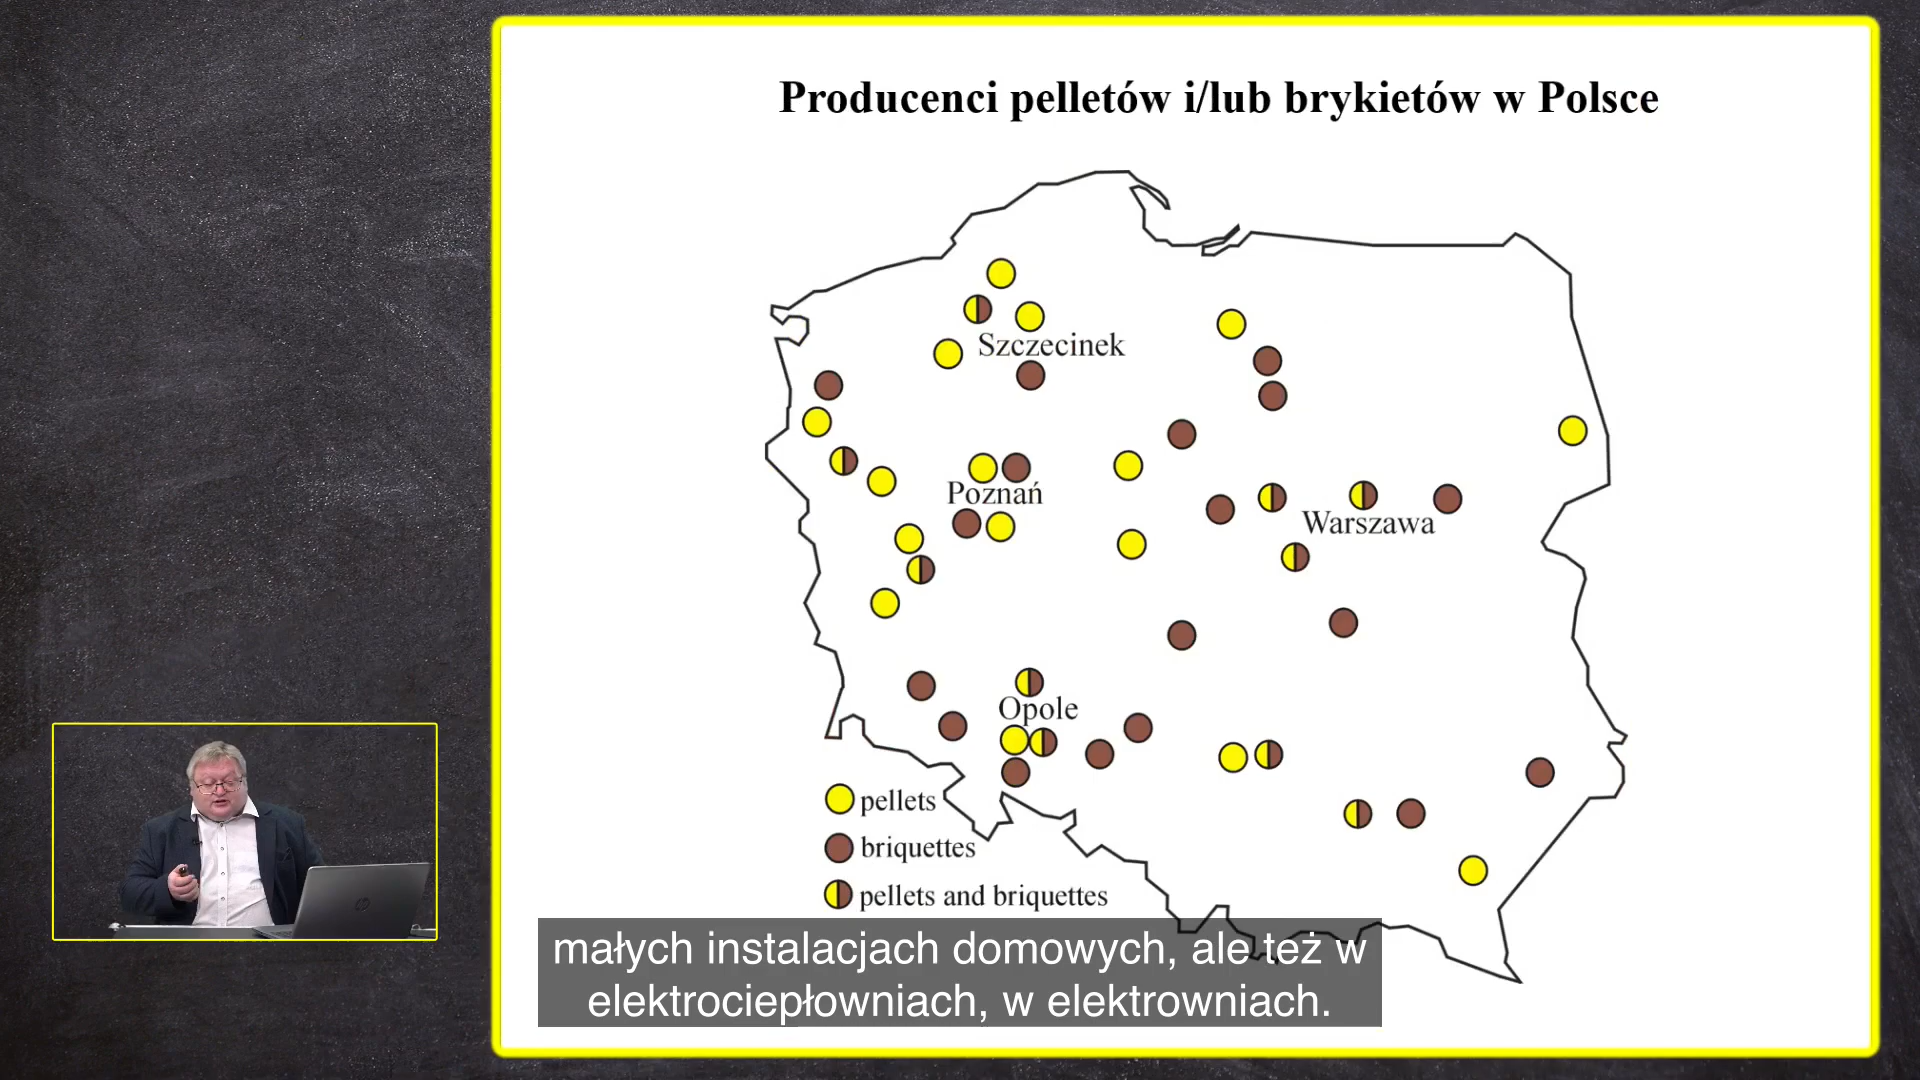 Producenci pelletów i/lub brykietów w Polsce
Szczecinek
Poznań
Warszawa
Opole
pellets
briquettes
pellets and briquettes
małych instalacjach domowych, ale też w
elektrociepłowniach, w elektrowniach.